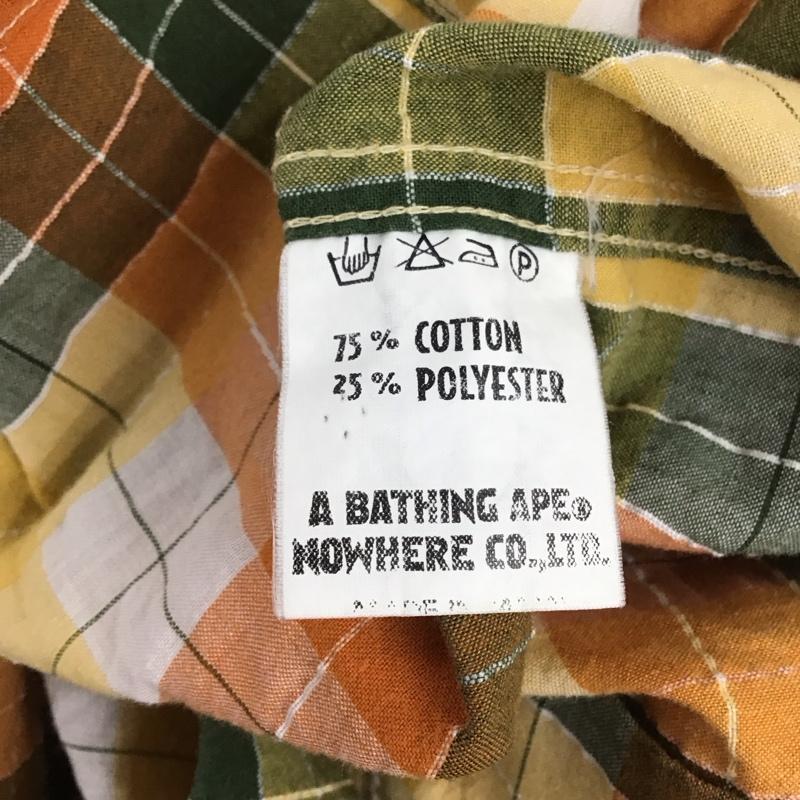 P
75% COTTON
25% POLYESTER
A BATHING APE®
NOWHERE CO.,LTD.